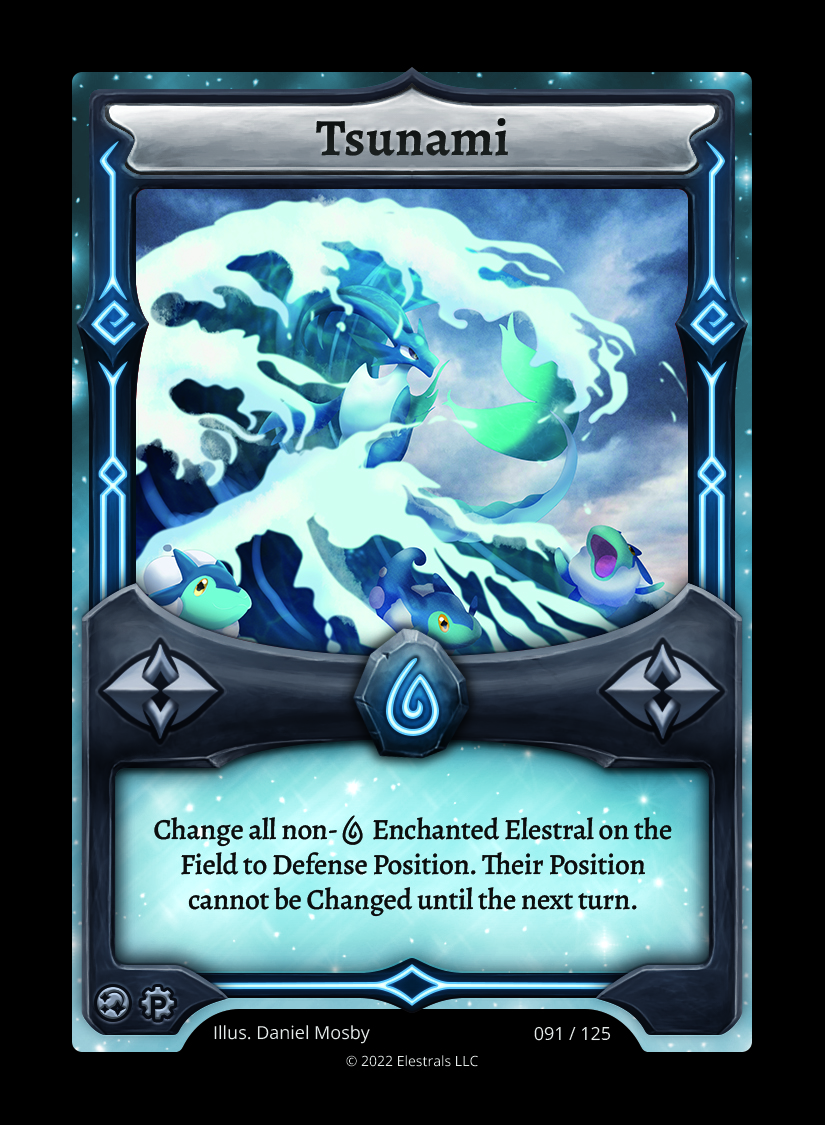 Tsunami
Change all non- Enchanted Elestral on the
Field to Defense Position. Their Position
cannot be Changed until the next turn.
P
Illus. Daniel Mosby
091 / 125
© 2022 Elestrals LLC